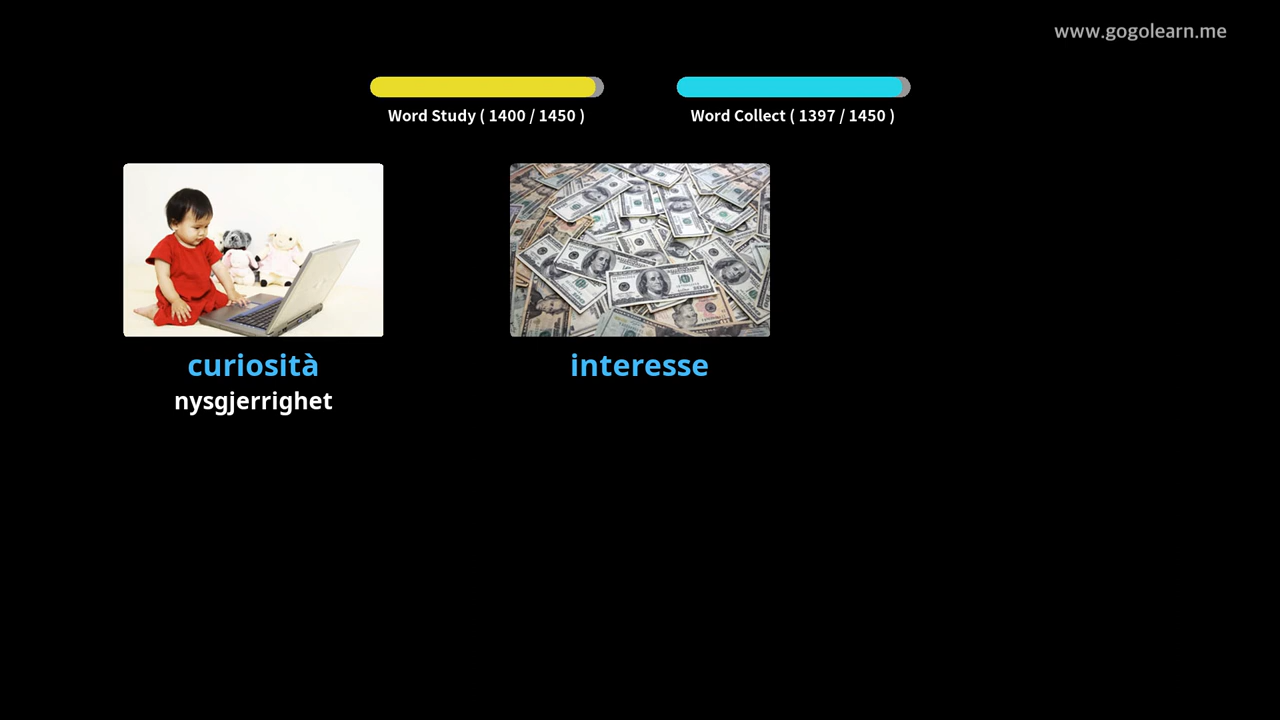 www.gogolearn.me
Word Study ( 1400 / 1450 )
Word Collect ( 1397 / 1450 )
curiosità
interesse
nysgjerrighet